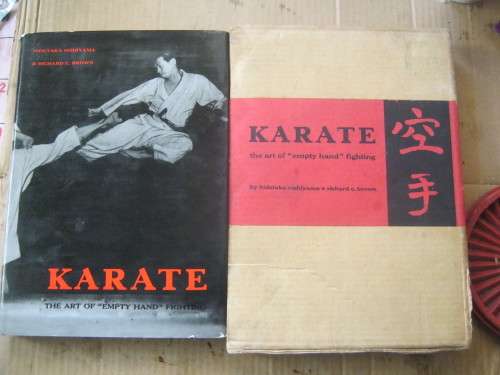 HIDETAKA NISHIYAMA
& RICHARD C. BROWN
KARATE
THE ART OF "EMPTY HAND" FIGHTING
KARATE
the art of "empty hand" fighting
by hidetaka nishiyama & richard c. brown
空
手